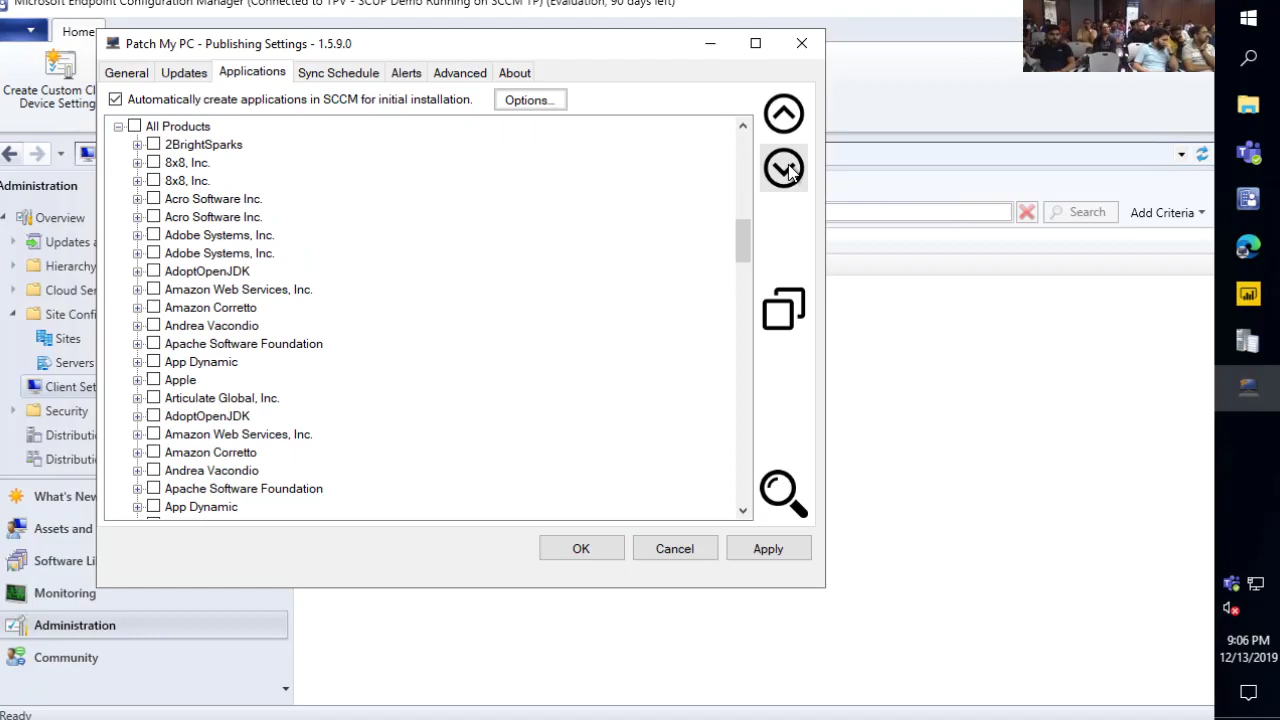 Microsoft Endpoint Configuration Manager (Connected to TPV - SCUP Demo Running on SCCM TP) (Evaluation, 90 days left)
Home
Create Custom Cl
Device Setting
Patch My PC - Publishing Settings - 1.5.9.0
General
Updates
Applications
Sync Schedule
Alerts
Advanced
About
Automatically create applications in SCCM for initial installation.
Options...
All Products
2BrightSparks
8x8, Inc.
8x8, Inc.
Acro Software Inc.
Acro Software Inc.
Adobe Systems, Inc.
Adobe Systems, Inc.
AdoptOpenJDK
Amazon Web Services, Inc.
Amazon Corretto
Andrea Vacondio
Apache Software Foundation
App Dynamic
Apple
Articulate Global, Inc.
AdoptOpenJDK
Amazon Web Services, Inc.
Amazon Corretto
Andrea Vacondio
Apache Software Foundation
App Dynamic
OK
Cancel
Apply
Search
Add Criteria
Administration
Overview
Updates a
Hierarchy
Cloud Ser
Site Confi
Sites
Servers
Client Set
Security
Distributi
Distributi
What's New
Assets and
Software Li
Monitoring
Administration
Community
Ready
9:06 PM
12/13/2019